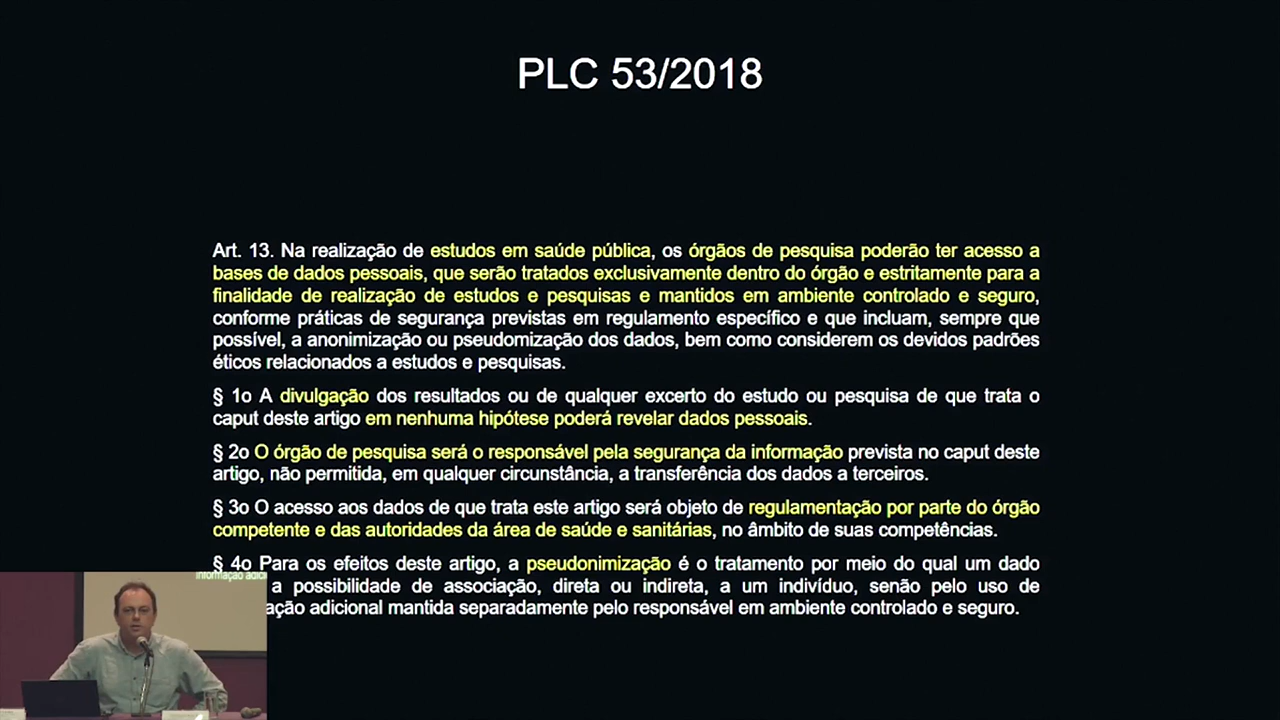 PLC 53/2018
Art. 13. Na realização de estudos em saúde pública, os órgãos de pesquisa poderão ter acesso a
bases de dados pessoais, que serão tratados exclusivamente dentro do órgão e estritamente para a
finalidade de realização de estudos e pesquisas e mantidos em ambiente controlado e seguro,
conforme práticas de segurança previstas em regulamento específico e que incluam, sempre que
possível, a anonimização ou pseudomização dos dados, bem como considerem os devidos padrões
éticos relacionados a estudos e pesquisas.
§ 1o A divulgação dos resultados ou de qualquer excerto do estudo ou pesquisa de que trata o
caput deste artigo em nenhuma hipótese poderá revelar dados pessoais.
§ 2o O órgão de pesquisa será o responsável pela segurança da informação prevista no caput deste
artigo, não permitida, em qualquer circunstância, a transferência dos dados a terceiros.
§ 3o O acesso aos dados de que trata este artigo será objeto de regulamentação por parte do órgão
competente e das autoridades da área de saúde e sanitárias, no âmbito de suas competências.
§ 4o Para os efeitos deste artigo, a pseudonimização é o tratamento por meio do qual um dado
a possibilidade de associação, direta ou indireta, a um indivíduo, senão pelo uso de
ação adicional mantida separadamente pelo responsável em ambiente controlado e seguro.
informação adici